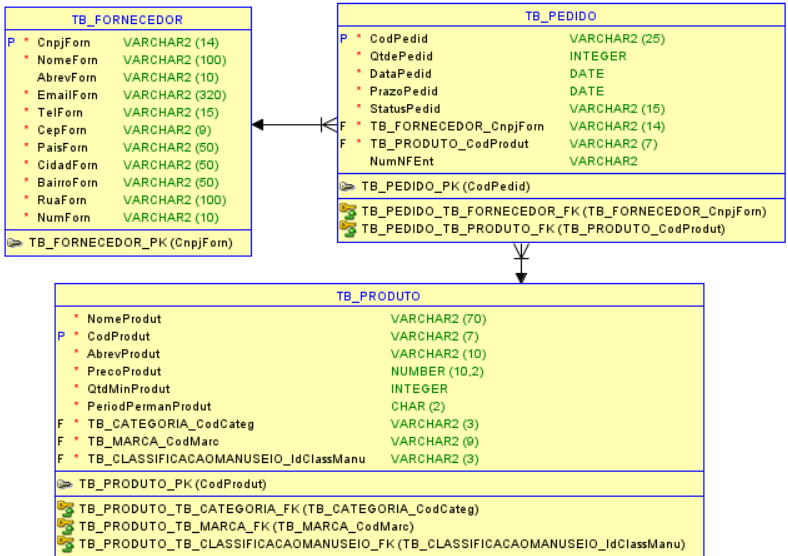 TB_FORNECEDOR
P * CnpjForn VARCHAR2 (14)
* NomeForn VARCHAR2 (100)
AbrevForn VARCHAR2 (10)
* EmailForn VARCHAR2 (320)
* TelForn VARCHAR2 (15)
* CepForn VARCHAR2 (9)
* PaisForn VARCHAR2 (50)
* CidadForn VARCHAR2 (50)
* BairroForn VARCHAR2 (50)
* RuaForn VARCHAR2 (100)
* NumForn VARCHAR2 (10)
TB_FORNECEDOR_PK (CnpjForn)
TB_PEDIDO
P * CodPedid VARCHAR2 (25)
* QtdePedid INTEGER
* DataPedid DATE
* PrazoPedid DATE
* StatusPedid VARCHAR2 (15)
F * TB_FORNECEDOR_CnpjForn VARCHAR2 (14)
F * TB_PRODUTO_CodProdut VARCHAR2 (7)
NumNFEnt VARCHAR2
TB_PEDIDO_PK (CodPedid)
TB_PEDIDO_TB_FORNECEDOR_FK (TB_FORNECEDOR_CnpjForn)
TB_PEDIDO_TB_PRODUTO_FK (TB_PRODUTO_CodProdut)
TB_PRODUTO
* NomeProdut VARCHAR2 (70)
P * CodProdut VARCHAR2 (7)
* AbrevProdut VARCHAR2 (10)
* PrecoProdut NUMBER (10,2)
* QtdMinProdut INTEGER
* PeriodPermanProdut CHAR (2)
F * TB_CATEGORIA_CodCateg VARCHAR2 (3)
F * TB_MARCA_CodMarc VARCHAR2 (9)
F * TB_CLASSIFICACAOMANUSEIO_IdClassManu VARCHAR2 (3)
TB_PRODUTO_PK (CodProdut)
TB_PRODUTO_TB_CATEGORIA_FK (TB_CATEGORIA_CodCateg)
TB_PRODUTO_TB_MARCA_FK (TB_MARCA_CodMarc)
TB_PRODUTO_TB_CLASSIFICACAOMANUSEIO_FK (TB_CLASSIFICACAOMANUSEIO_IdClassManu)